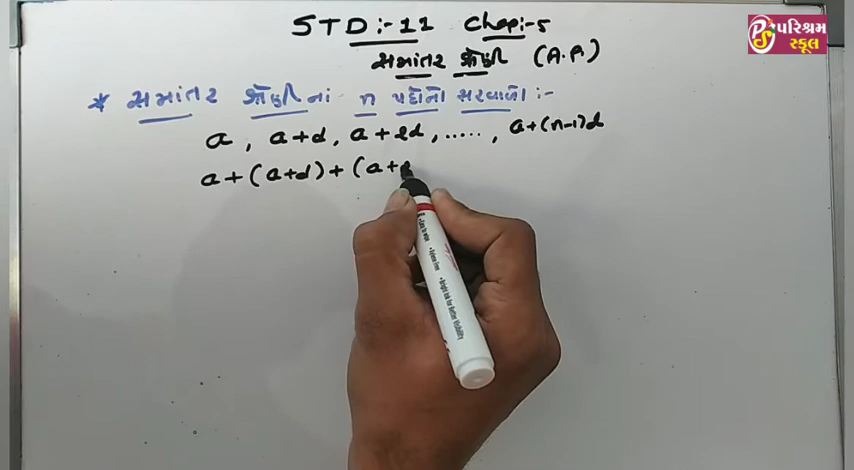 STD:- 11 Chap:-5
પરિશ્રમ
સ્કૂલ
સમાંતર શ્રેણી (A.P)
* સમાંતર શ્રેણીનાં n પદોનો સરવાળો :-
a , a+d , a+2d , ..... , a+(n-1)d
a+(a+d)+(a+